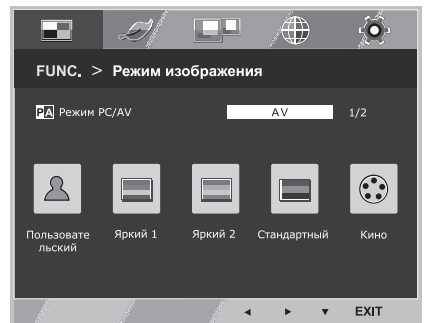 FUNC. > Режим изображения
PA Режим PC/AV AV 1/2
Пользовате
льский Яркий 1 Яркий 2 Стандартный Кино
EXIT